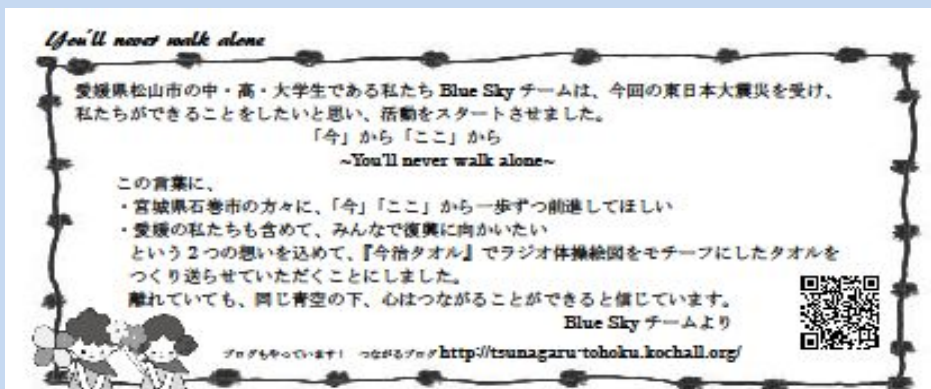 You'll never walk alone
愛媛県松山市の中・高・大学生である私たち Blue Sky チームは、今回の東日本大震災を受け、
私たちができることをしたいと思い、活動をスタートさせました。
「今」から「ここ」から
~You'll never walk alone~
この言葉に、
・宮城県石巻市の方々に、「今」「ここ」から一歩ずつ前進してほしい
・愛媛の私たちも含めて、みんなで復興に向かいたい
という2つの想いを込めて、『今治タオル』でラジオ体操絵図をモチーフにしたタオルを
つくり送らせていただくことにしました。
離れていても、同じ青空の下、心はつながることができると信じています。
Blue Sky チームより
ブログもやっています! つながるブログ http://tsunagaru-tohoku.kochall.org/